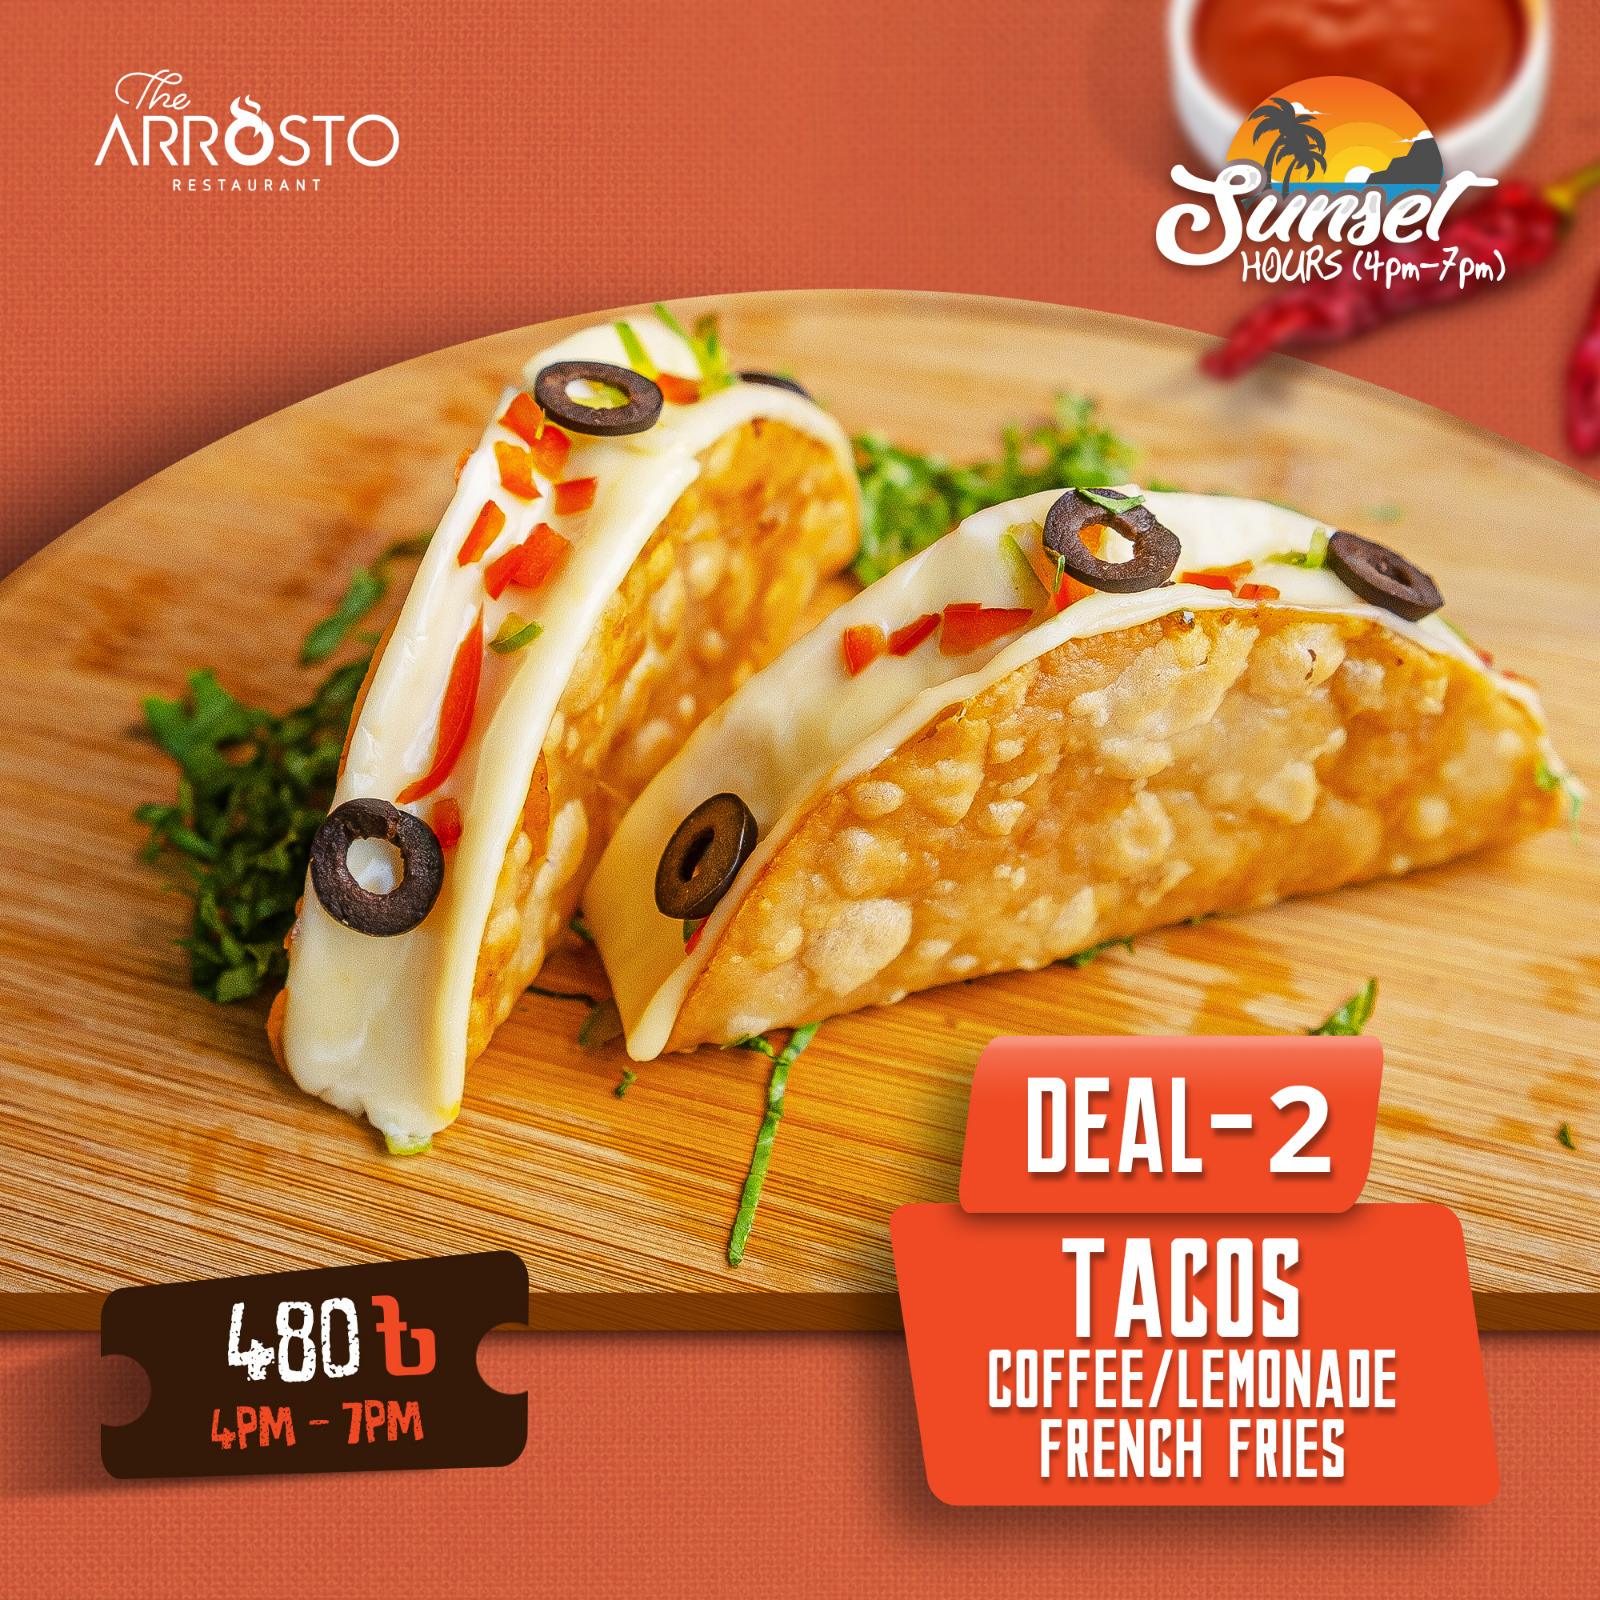 The
ARROSTO
RESTAURANT
Sunset
HOURS (4pm-7pm)
DEAL-2
TACOS
COFFEE/LEMONADE
FRENCH FRIES
480 ৳
4PM - 7PM